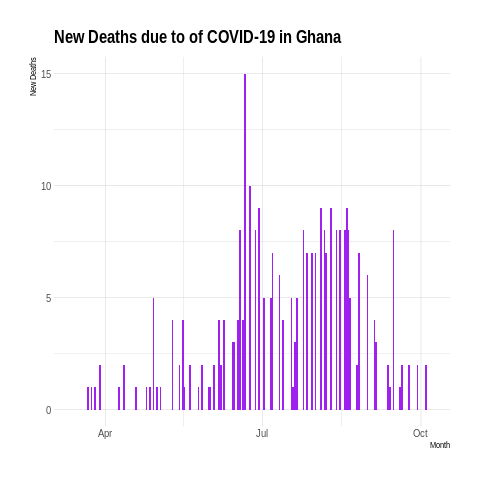 New Deaths due to of COVID-19 in Ghana
New Deaths
15
10
5
0
Apr
Jul
Oct
Month